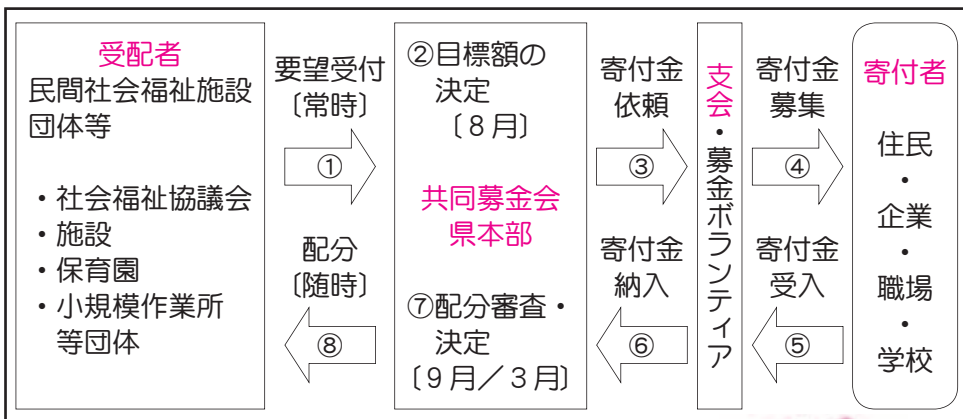 受配者
民間社会福祉施設
団体等
・社会福祉協議会
・施設
・保育園
・小規模作業所
等団体
要望受付
〔常時〕
①
配分
〔随時〕
⑧
②目標額の
決定
〔8月〕
共同募金会
県本部
⑦配分審査・
決定
〔9月／3月〕
寄付金
依頼
③
寄付金
納入
⑥
支会・募金ボランティア
寄付金
募集
④
寄付金
受入
⑤
寄付者
住民
・
企業
・
職場
・
学校